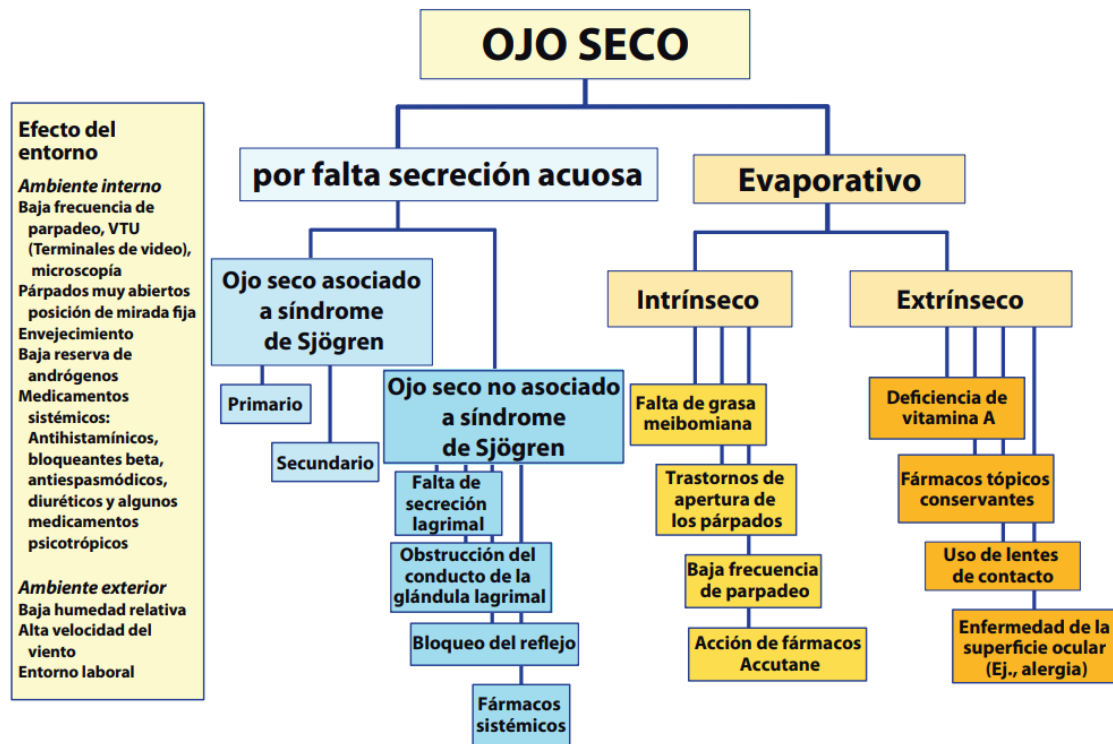 OJO SECO
Efecto del
entorno
Ambiente interno
Baja frecuencia de
parpadeo, VTU
(Terminales de video),
microscopía
Párpados muy abiertos
posición de mirada fija
Envejecimiento
Baja reserva de
andrógenos
Medicamentos
sistémicos:
Antihistamínicos,
bloqueantes beta,
antiespasmódicos,
diuréticos y algunos
medicamentos
psicotrópicos
Ambiente exterior
Baja humedad relativa
Alta velocidad del
viento
Entorno laboral
por falta secreción acuosa
Ojo seco asociado
a síndrome
de Sjögren
Primario
Secundario
Ojo seco no asociado
a síndrome
de Sjögren
Falta de
secreción
lagrimal
Obstrucción del
conducto de la
glándula lagrimal
Bloqueo del reflejo
Fármacos
sistémicos
Evaporativo
Intrínseco
Falta de grasa
meibomiana
Trastornos de
apertura de
los párpados
Baja frecuencia
de parpadeo
Acción de fármacos
Accutane
Extrínseco
Deficiencia de
vitamina A
Fármacos tópicos
conservantes
Uso de lentes
de contacto
Enfermedad de la
superficie ocular
(Ej., alergia)